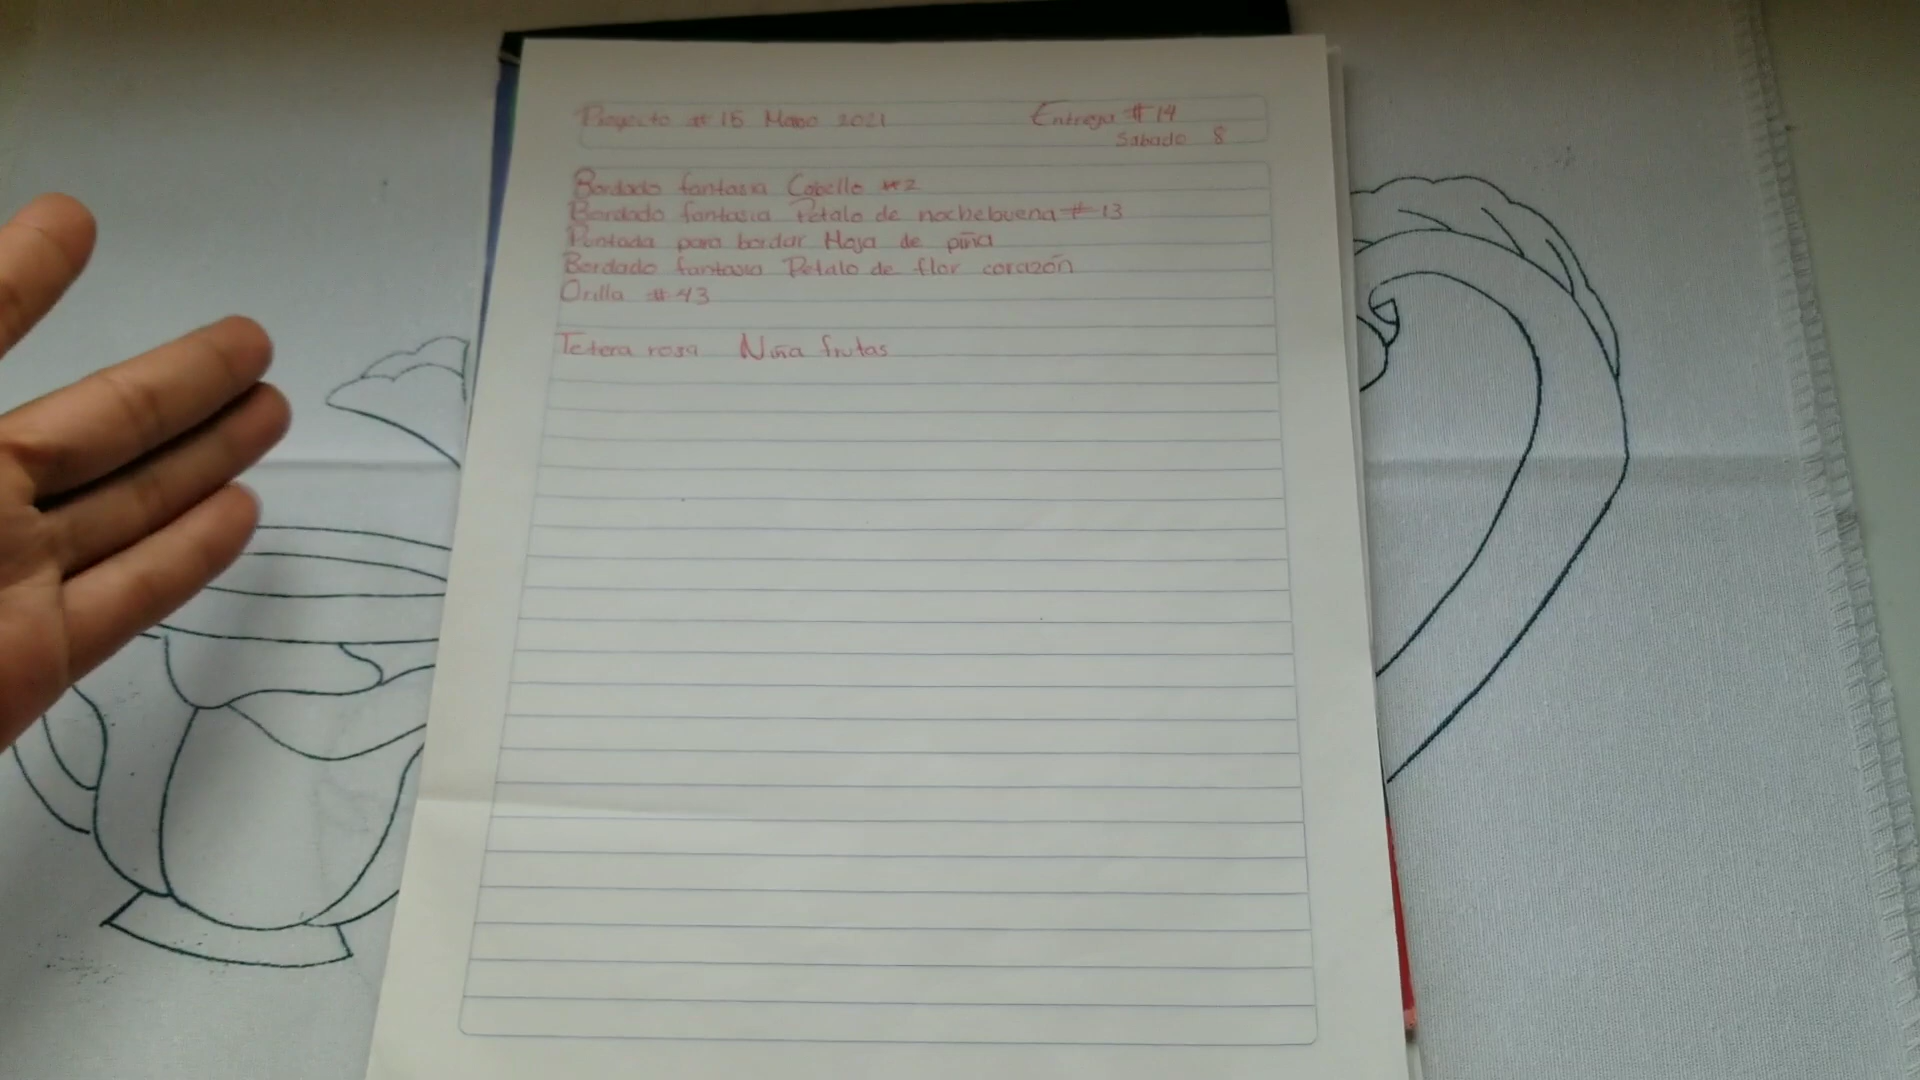 Proyecto # 15 Mayo 2021
Entrega # 14
Sabado 8
Bordado fantasia Cabello #2
Bordado fantasia Petalo de nochebuena # 13
Puntada para bordar Hoja de piña
Bordado fantasia Petalo de flor corazón
Orilla # 43
Tetera rosa Niña frutas